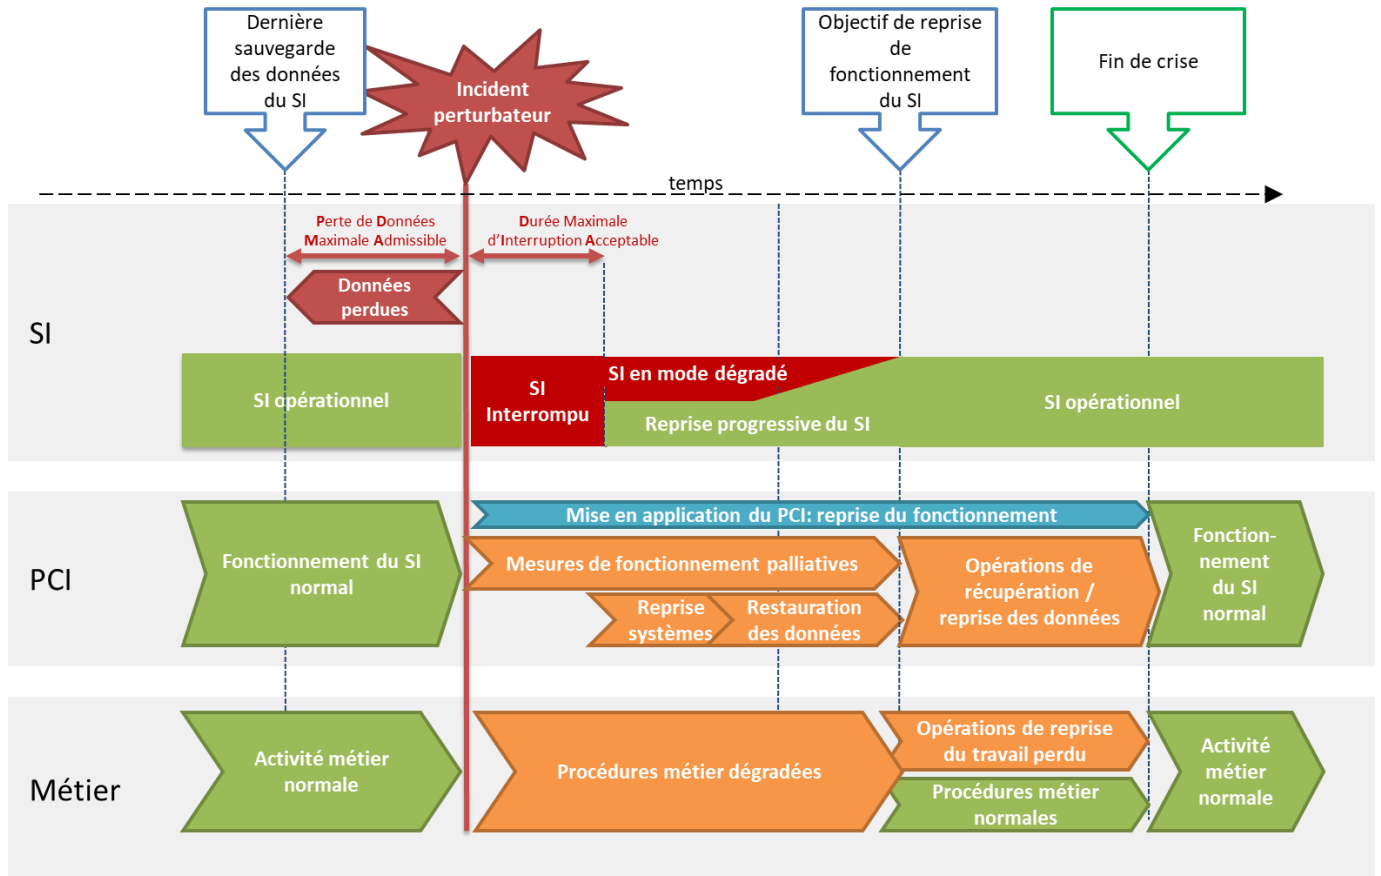 Dernière
sauvegarde
des données
du SI
Incident
perturbateur
Objectif de reprise
de
fonctionnement
du SI
Fin de crise
temps
Perte de Données
Maximale Admissible
Durée Maximale
d'Interruption Acceptable
Données
perdues
SI
SI opérationnel
SI
Interrompu
SI en mode dégradé
Reprise progressive du SI
SI opérationnel
PCI
Fonctionnement du SI
normal
Mise en application du PCI: reprise du fonctionnement
Mesures de fonctionnement palliatives
Reprise
systèmes
Restauration
des données
Opérations de
récupération /
reprise des données
Fonction-
nement
du SI
normal
Métier
Activité métier
normale
Procédures métier dégradées
Opérations de reprise
du travail perdu
Procédures métier
normales
Activité
métier
normale